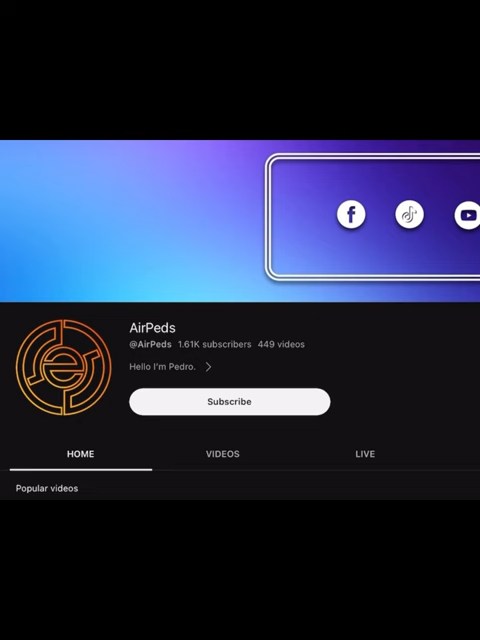 AirPeds
@AirPeds 1.61K subscribers 449 videos
Hello I'm Pedro.
Subscribe
HOME VIDEOS LIVE
Popular videos